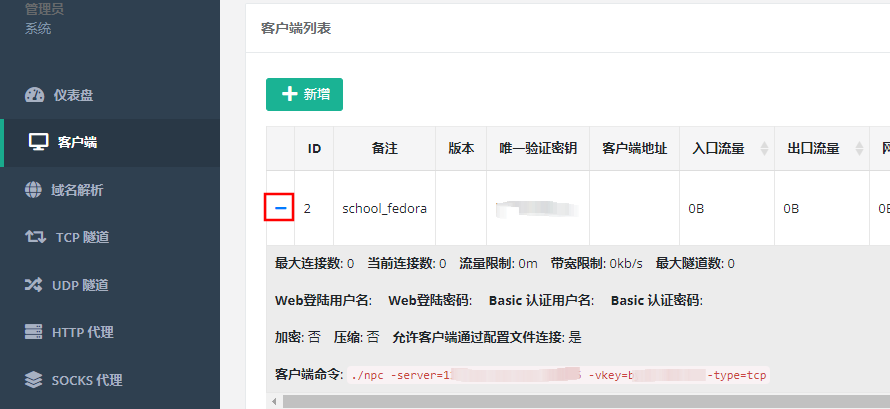 管理员
系统
仪表盘
客户端
域名解析
TCP 隧道
UDP 隧道
HTTP 代理
SOCKS 代理
客户端列表
新增
ID 备注 版本 唯一验证密钥 客户端地址 入口流量 出口流量
2 school_fedora 0B 0B
最大连接数: 0 当前连接数: 0 流量限制: 0m 带宽限制: 0kb/s 最大隧道数: 0
Web登陆用户名: Web登陆密码: Basic 认证用户名: Basic 认证密码:
加密: 否 压缩: 否 允许客户端通过配置文件连接: 是
客户端命令: ./npc -server=1 -vkey=b -type=tcp